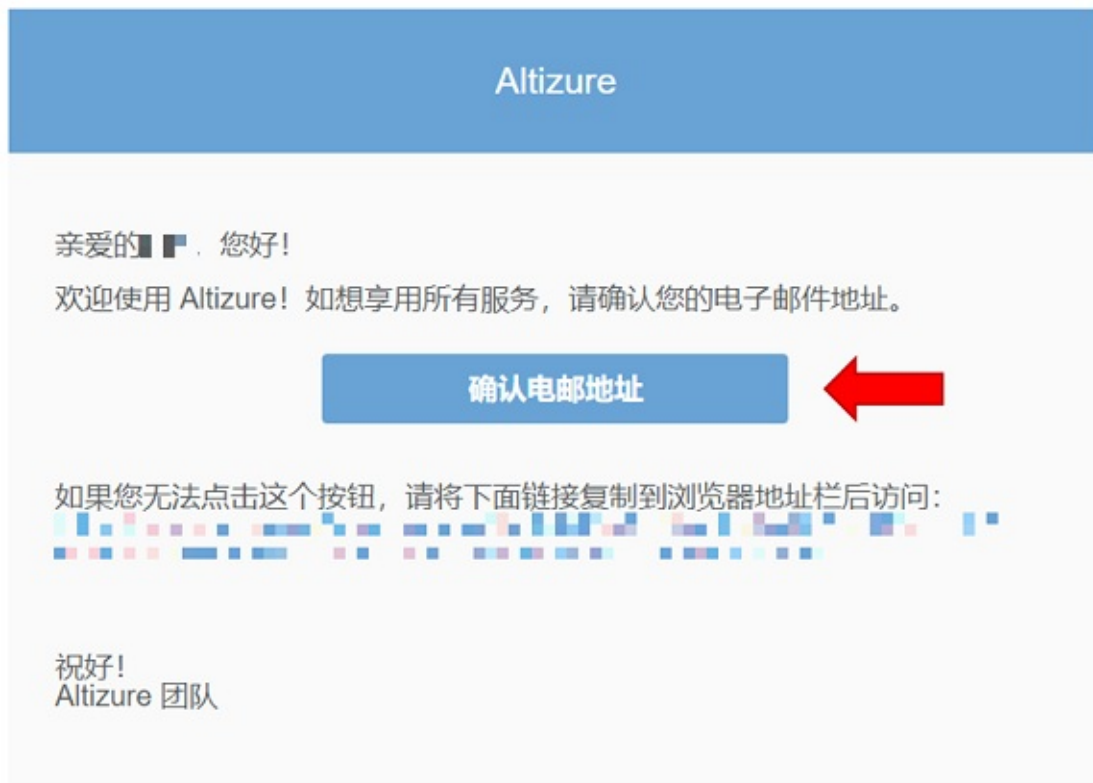 Altizure
亲爱的 ，您好！
欢迎使用 Altizure！如想享用所有服务，请确认您的电子邮件地址。
确认电邮地址
如果您无法点击这个按钮，请将下面链接复制到浏览器地址栏后访问：
祝好！
Altizure 团队